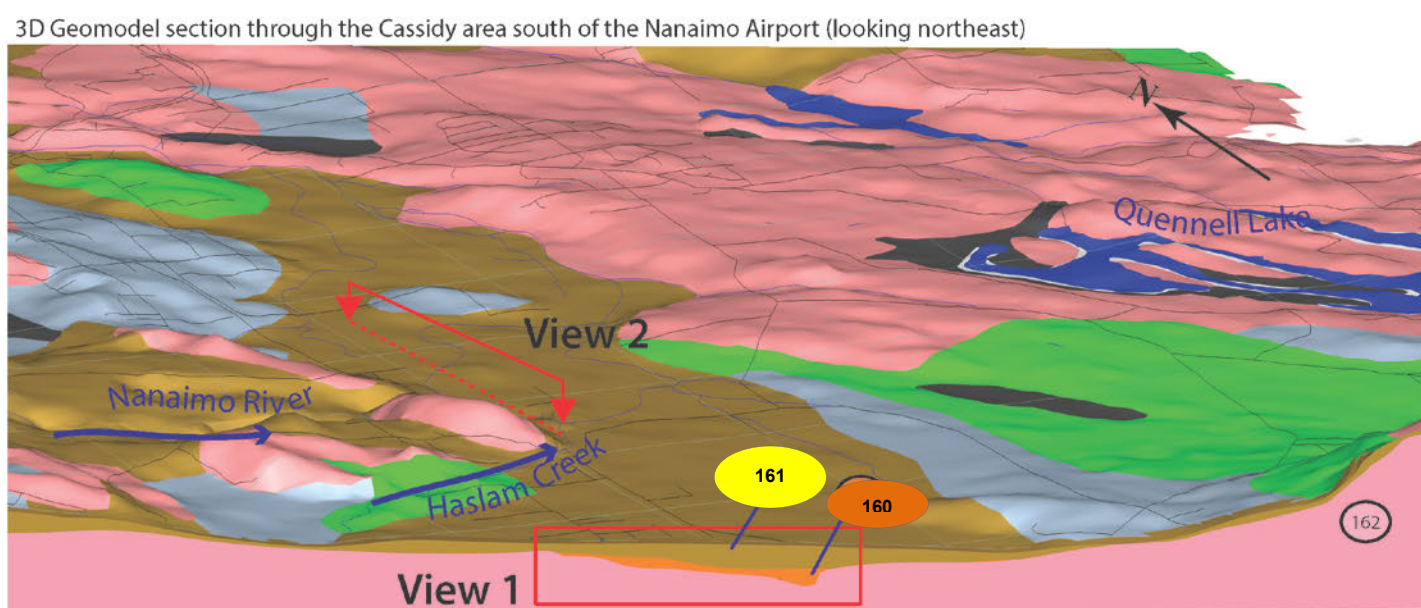 3D Geomodel section through the Cassidy area south of the Nanaimo Airport (looking northeast)
N
Quennell Lake
View 2
Nanaimo River
Haslam Creek
161
160
162
View 1